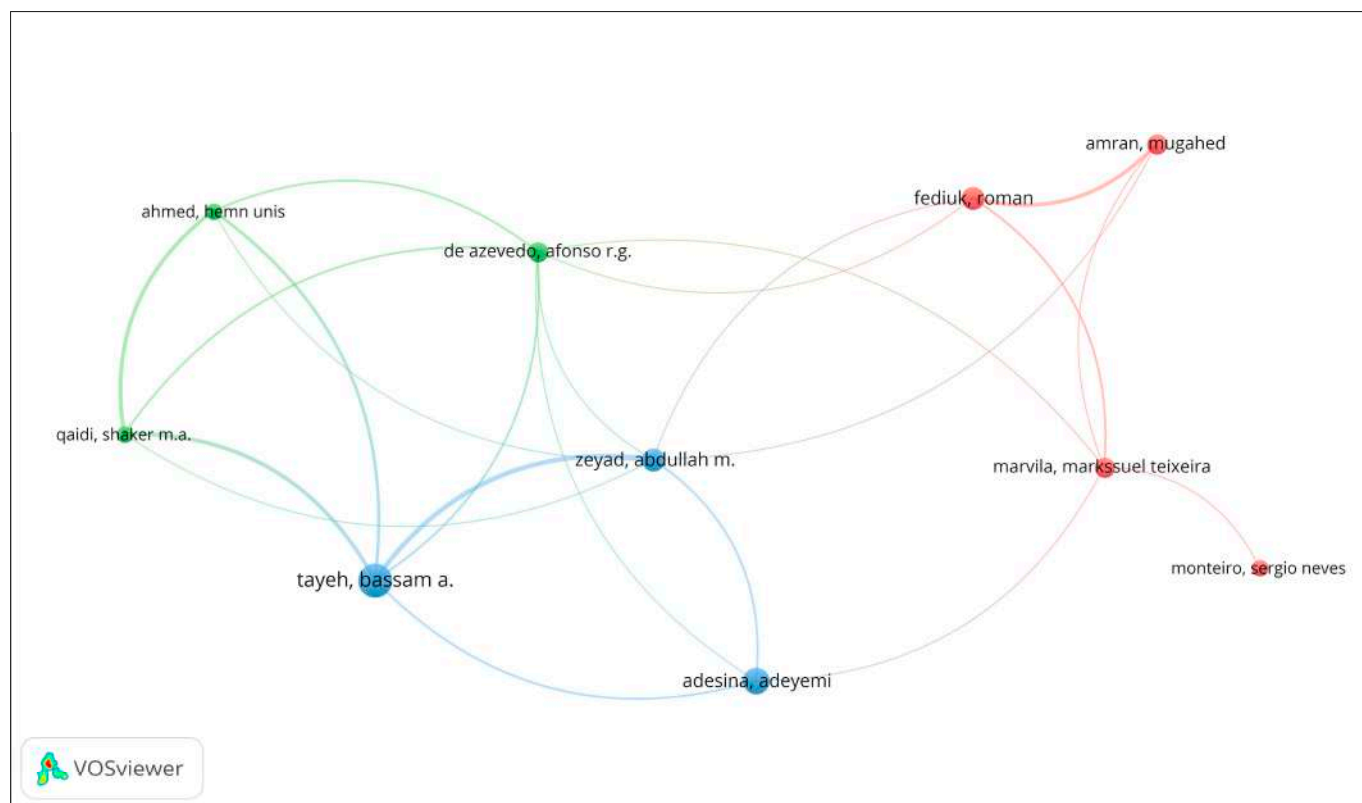 amran, mugahed
fediuk, roman
ahmed, hemn unis
de azevedo, afonso r.g.
qaidi, shaker m.a.
zeyad, abdullah m.
marvila, markssuel teixeira
monteiro, sergio neves
tayeh, bassam a.
adesina, adeyemi
VOSviewer